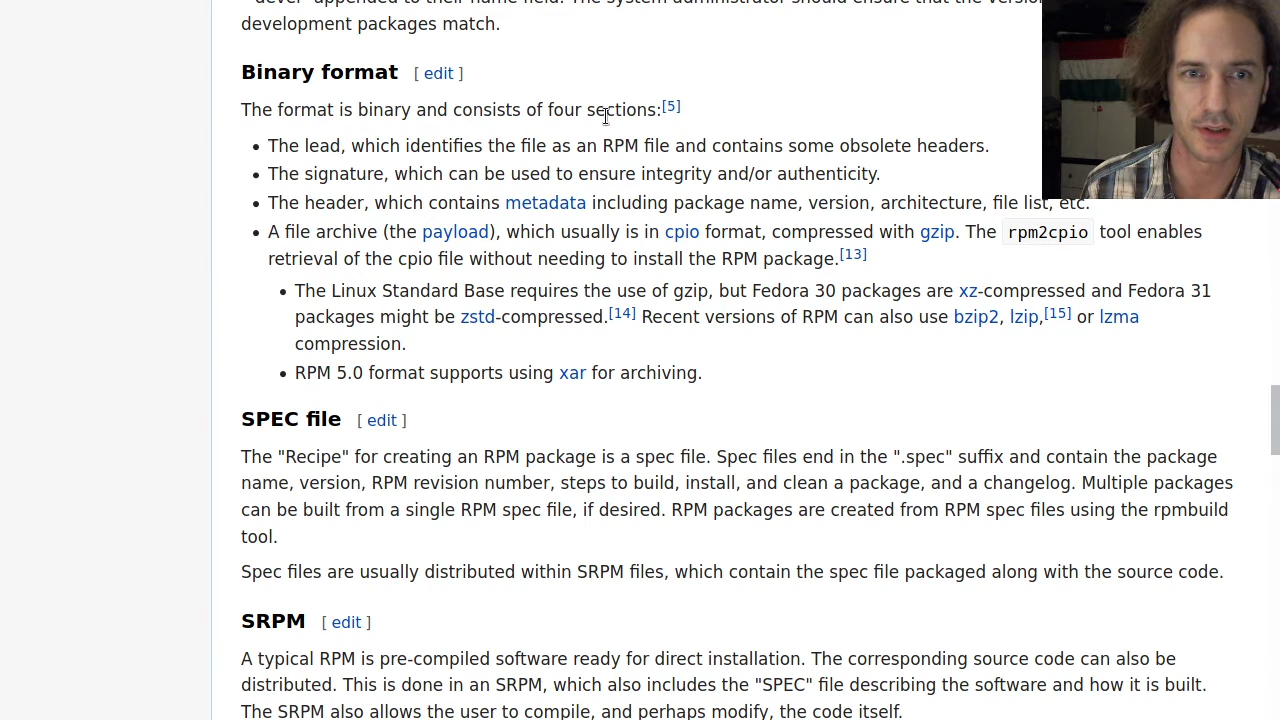 development packages match.
Binary format [ edit ]
The format is binary and consists of four sections:[5]
• The lead, which identifies the file as an RPM file and contains some obsolete headers.
• The signature, which can be used to ensure integrity and/or authenticity.
• The header, which contains metadata including package name, version, architecture, file list, etc.
• A file archive (the payload), which usually is in cpio format, compressed with gzip. The rpm2cpio tool enables
retrieval of the cpio file without needing to install the RPM package.[13]
• The Linux Standard Base requires the use of gzip, but Fedora 30 packages are xz-compressed and Fedora 31
packages might be zstd-compressed.[14] Recent versions of RPM can also use bzip2, lzip,[15] or lzma
compression.
• RPM 5.0 format supports using xar for archiving.
SPEC file [ edit ]
The "Recipe" for creating an RPM package is a spec file. Spec files end in the ".spec" suffix and contain the package
name, version, RPM revision number, steps to build, install, and clean a package, and a changelog. Multiple packages
can be built from a single RPM spec file, if desired. RPM packages are created from RPM spec files using the rpmbuild
tool.
Spec files are usually distributed within SRPM files, which contain the spec file packaged along with the source code.
SRPM [ edit ]
A typical RPM is pre-compiled software ready for direct installation. The corresponding source code can also be
distributed. This is done in an SRPM, which also includes the "SPEC" file describing the software and how it is built.
The SRPM also allows the user to compile, and perhaps modify, the code itself.